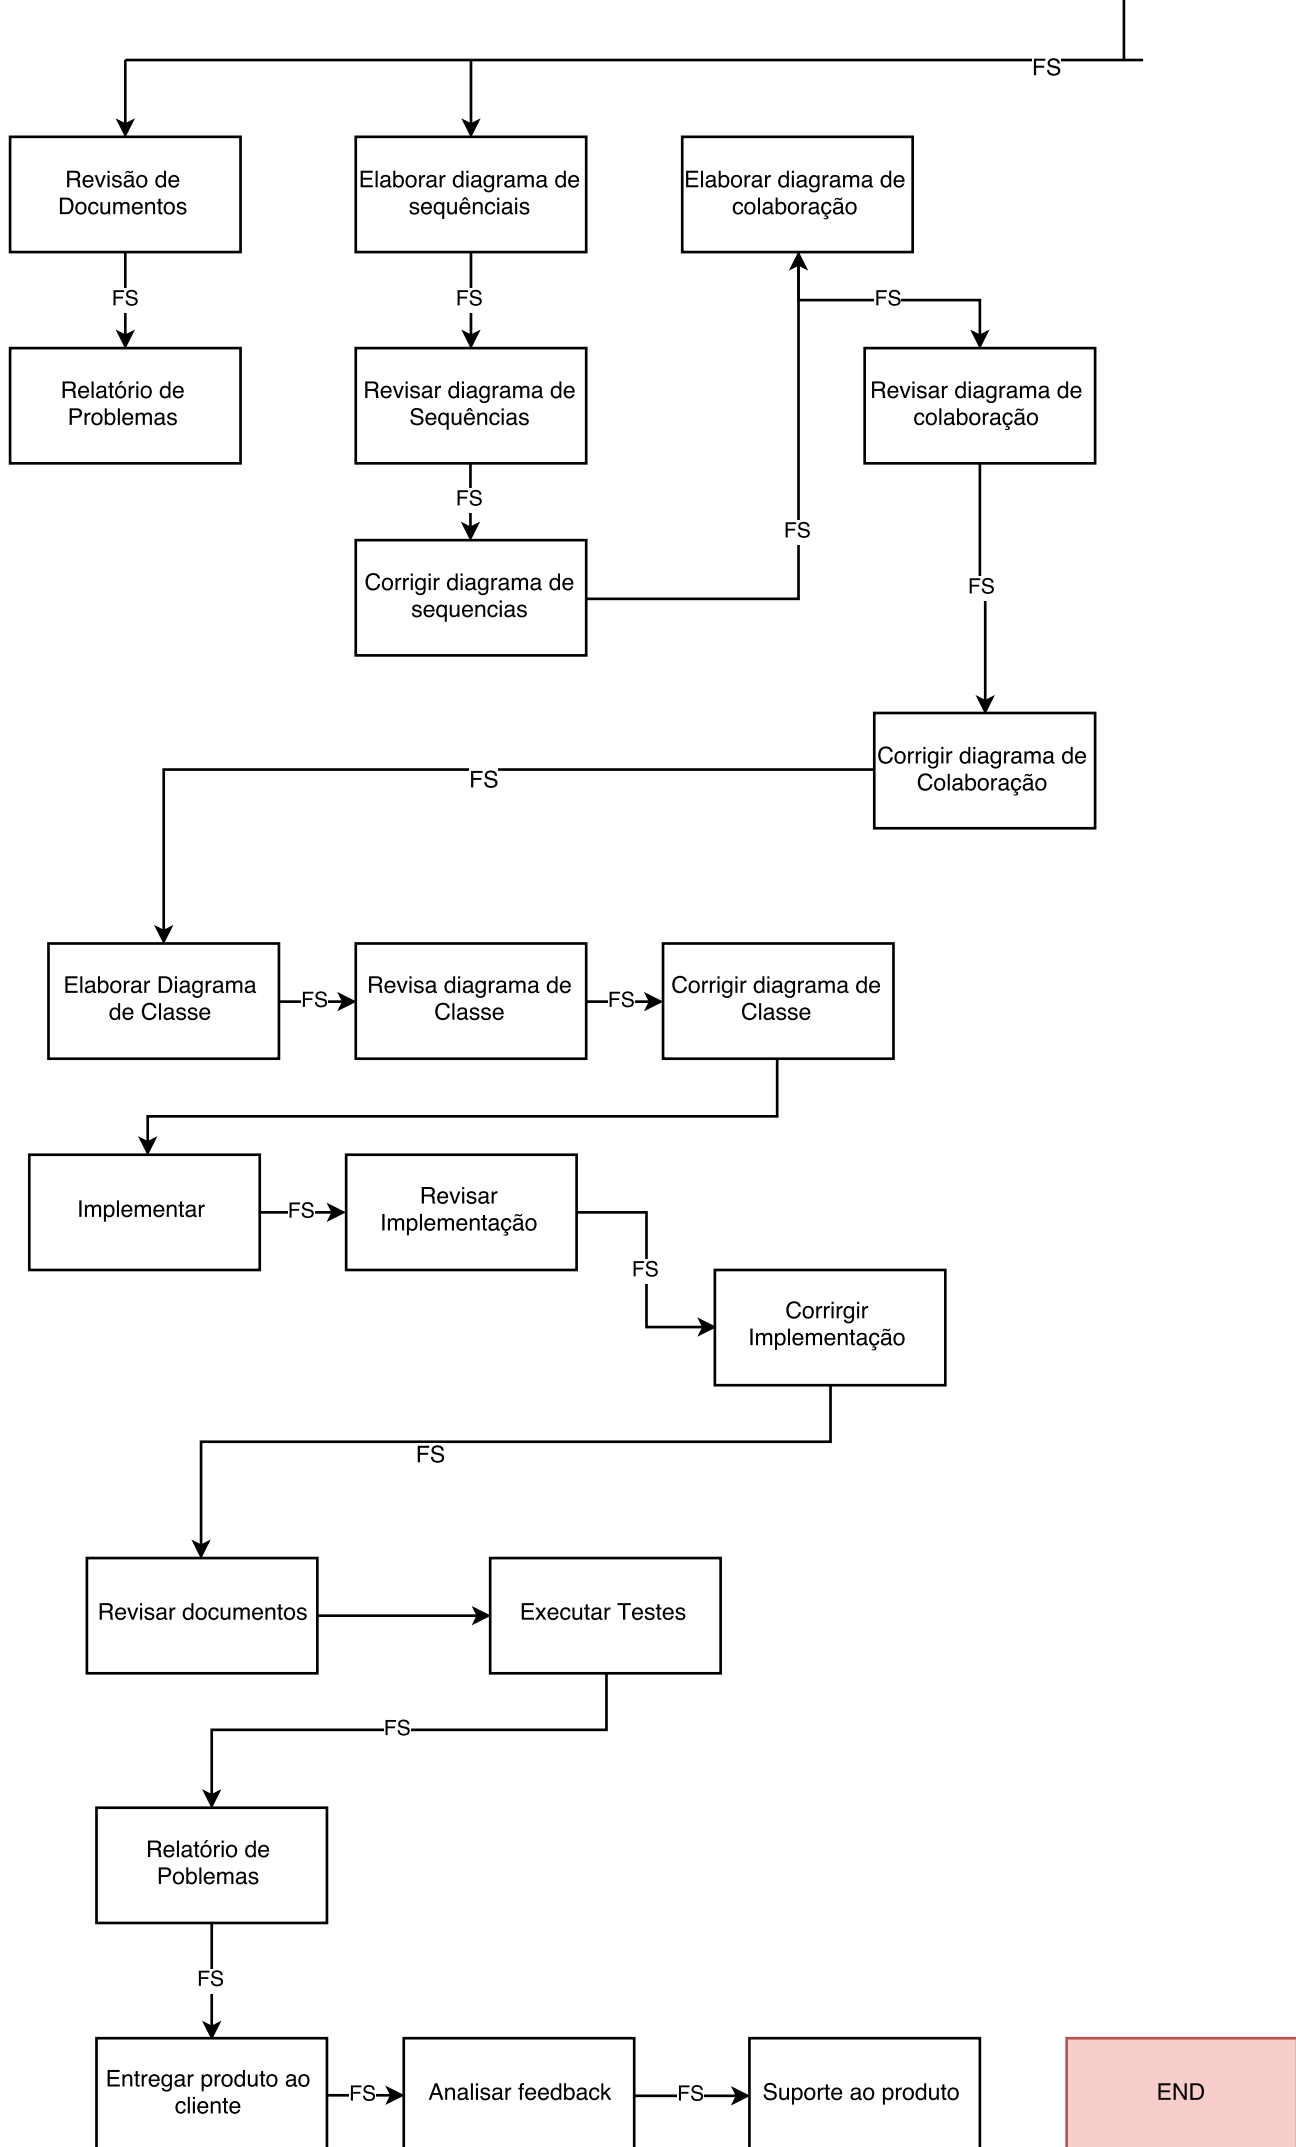 FS
Revisão de
Documentos
Elaborar diagrama de
sequênciais
Elaborar diagrama de
colaboração
FS
FS
FS
Relatório de
Problemas
Revisar diagrama de
Sequências
Revisar diagrama de
colaboração
FS
FS
Corrigir diagrama de
sequencias
FS
Corrigir diagrama de
Colaboração
FS
Elaborar Diagrama
de Classe
FS
Revisa diagrama de
Classe
FS
Corrigir diagrama de
Classe
Implementar
FS
Revisar
Implementação
FS
Corrirgir
Implementação
FS
Revisar documentos
Executar Testes
FS
Relatório de
Poblemas
FS
Entregar produto ao
cliente
FS
Analisar feedback
FS
Suporte ao produto
END